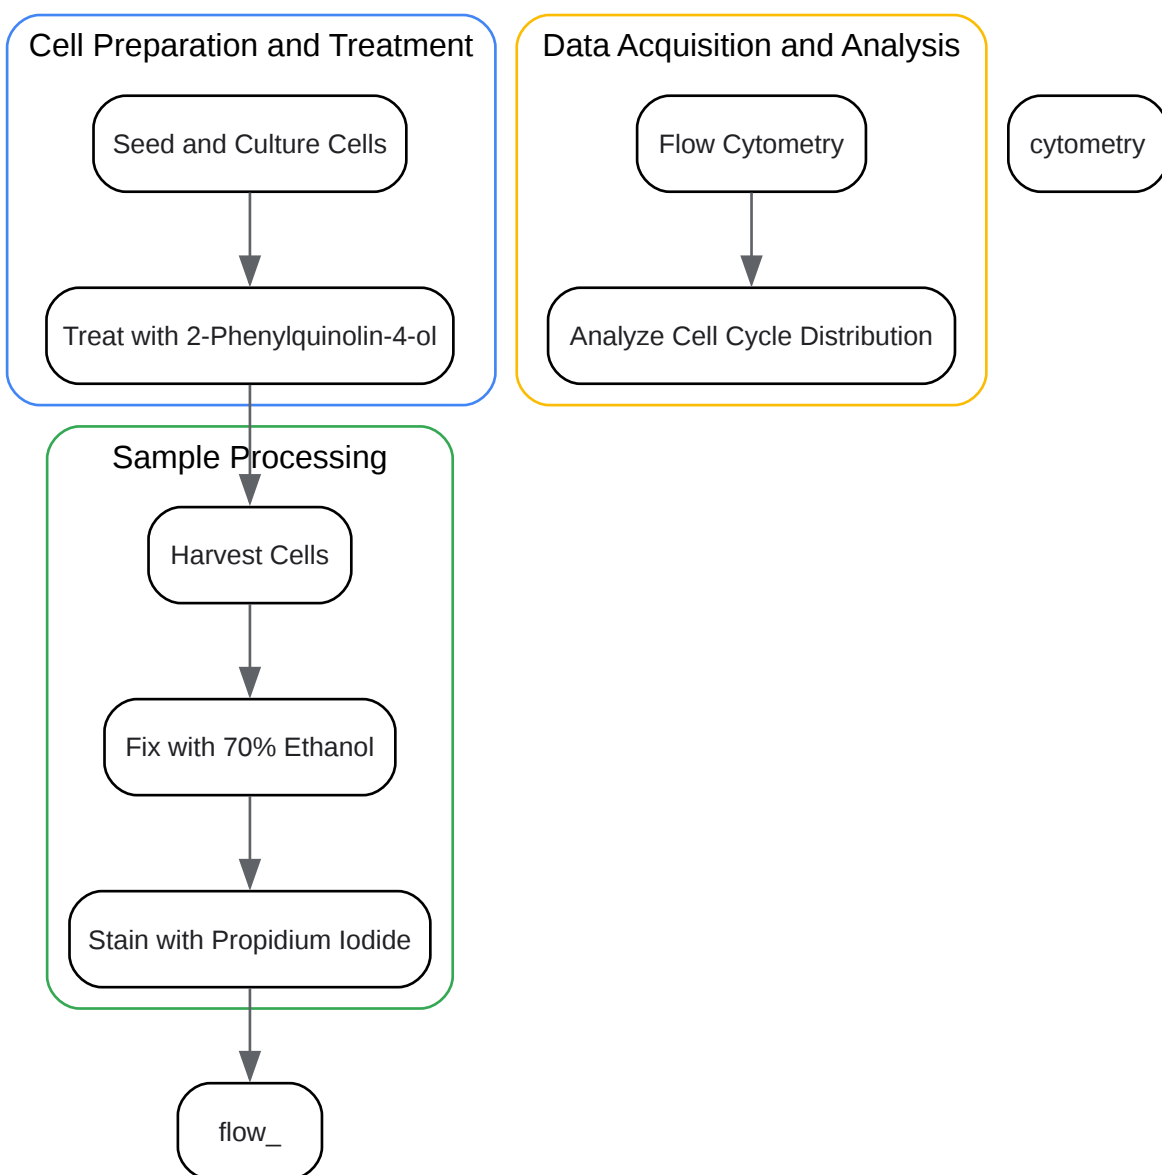 Cell Preparation and Treatment
Seed and Culture Cells
Treat with 2-Phenylquinolin-4-ol
Data Acquisition and Analysis
Flow Cytometry
Analyze Cell Cycle Distribution
cytometry
Sample Processing
Harvest Cells
Fix with 70% Ethanol
Stain with Propidium Iodide
flow_